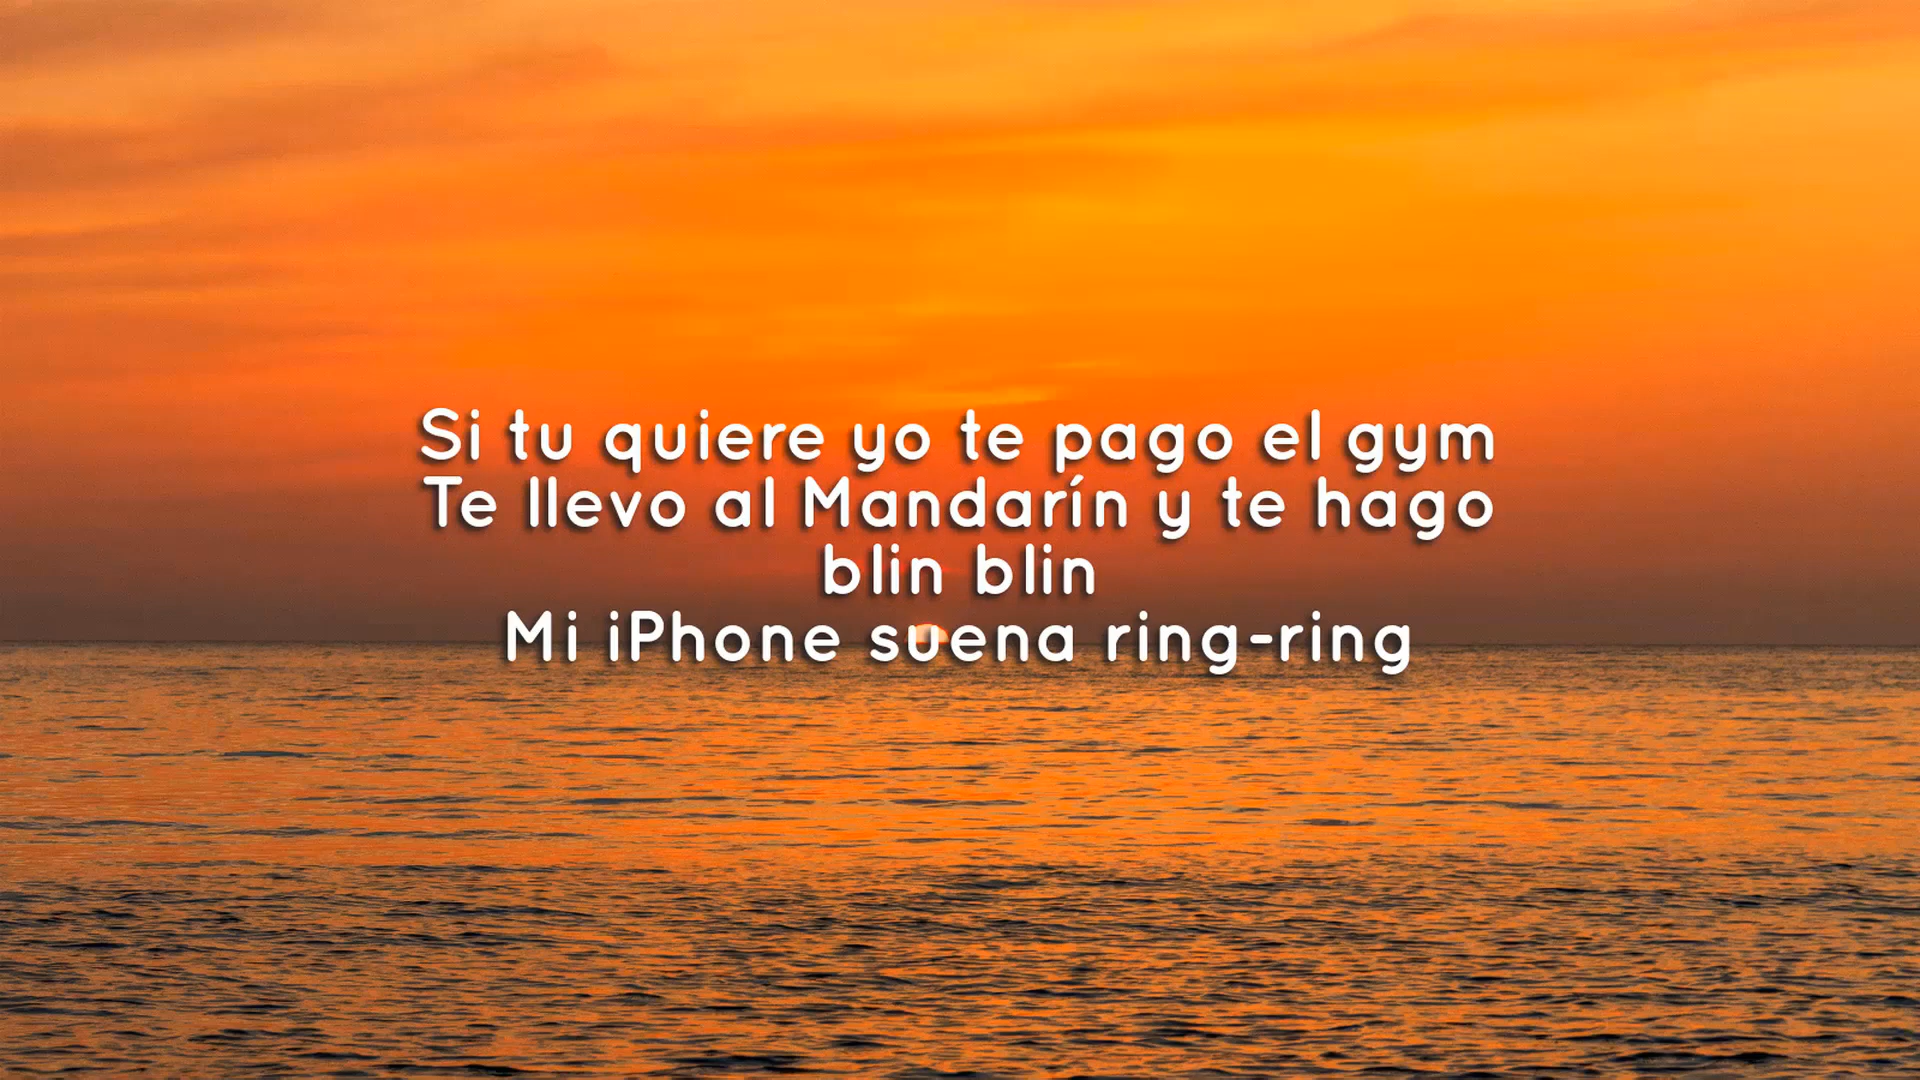 Si tu quiere yo te pago el gym
Te llevo al Mandarín y te hago
blin blin
Mi iPhone suena ring-ring